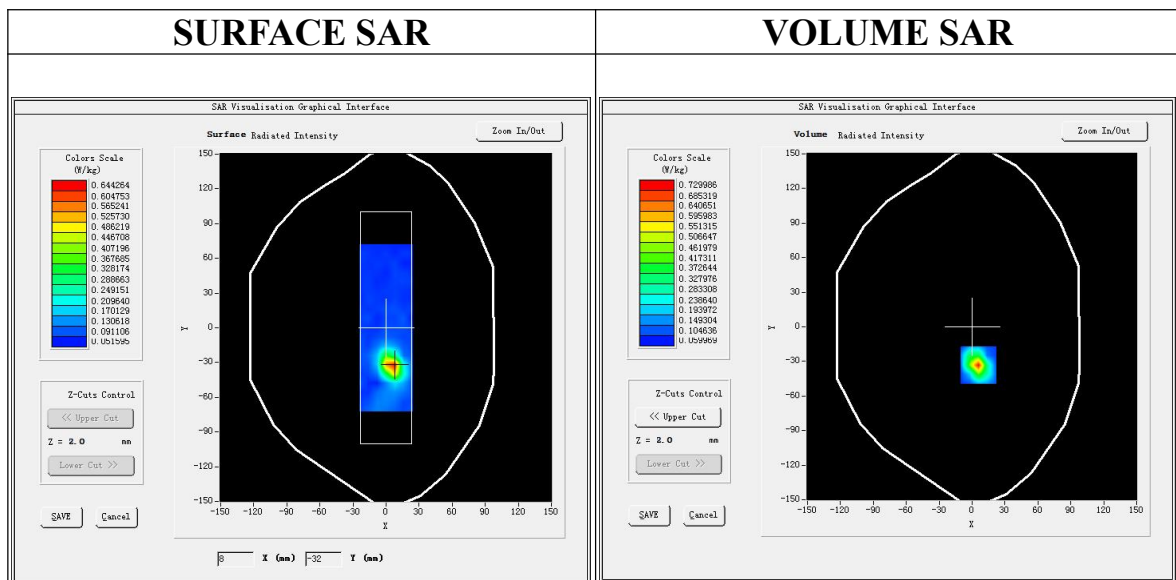 SURFACE SAR
VOLUME SAR
SAR Visualisation Graphical Interface
Surface Radiated Intensity
Zoom In/Out
Colors Scale
(W/kg)
0.644264
0.604753
0.565241
0.525730
0.486219
0.446708
0.407196
0.367685
0.328174
0.288663
0.249151
0.209640
0.170129
0.130618
0.091106
0.051595
Z-Cuts Control
<< Upper Cut
Z = 2.0 mm
Lower Cut >>
SAVE
Cancel
150
120
90
60
30
0
-30
-60
-90
-120
-150
Y
-150 -120 -90 -60 -30 0 30 60 90 120 150
X
8 X (mm) -32 Y (mm)
SAR Visualisation Graphical Interface
Volume Radiated Intensity
Zoom In/Out
Colors Scale
(W/kg)
0.729986
0.685319
0.640651
0.595983
0.551315
0.506647
0.461979
0.417311
0.372644
0.327976
0.283308
0.238640
0.193972
0.149304
0.104636
0.059969
Z-Cuts Control
<< Upper Cut
Z = 2.0 mm
Lower Cut >>
SAVE
Cancel
150
120
90
60
30
0
-30
-60
-90
-120
-150
Y
-150 -120 -90 -60 -30 0 30 60 90 120 150
X